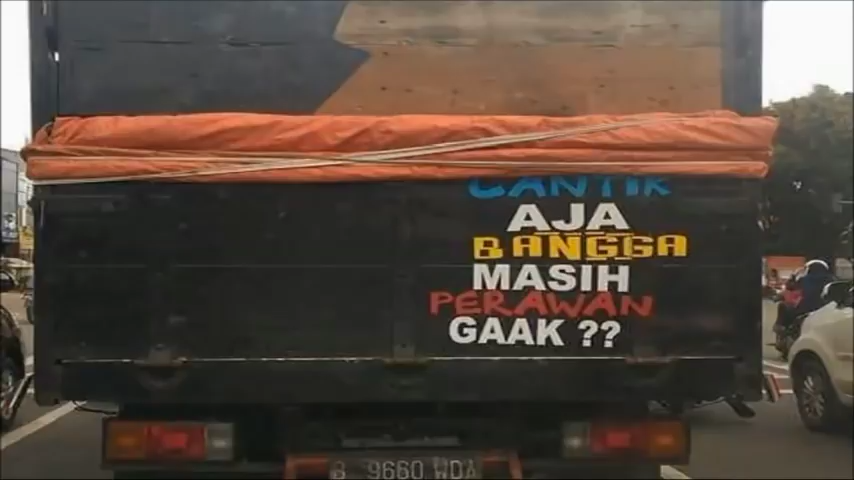 CANTIK
AJA
BANGGA
MASIH
PERAWAN
GAAK ??
B 9660 WDA